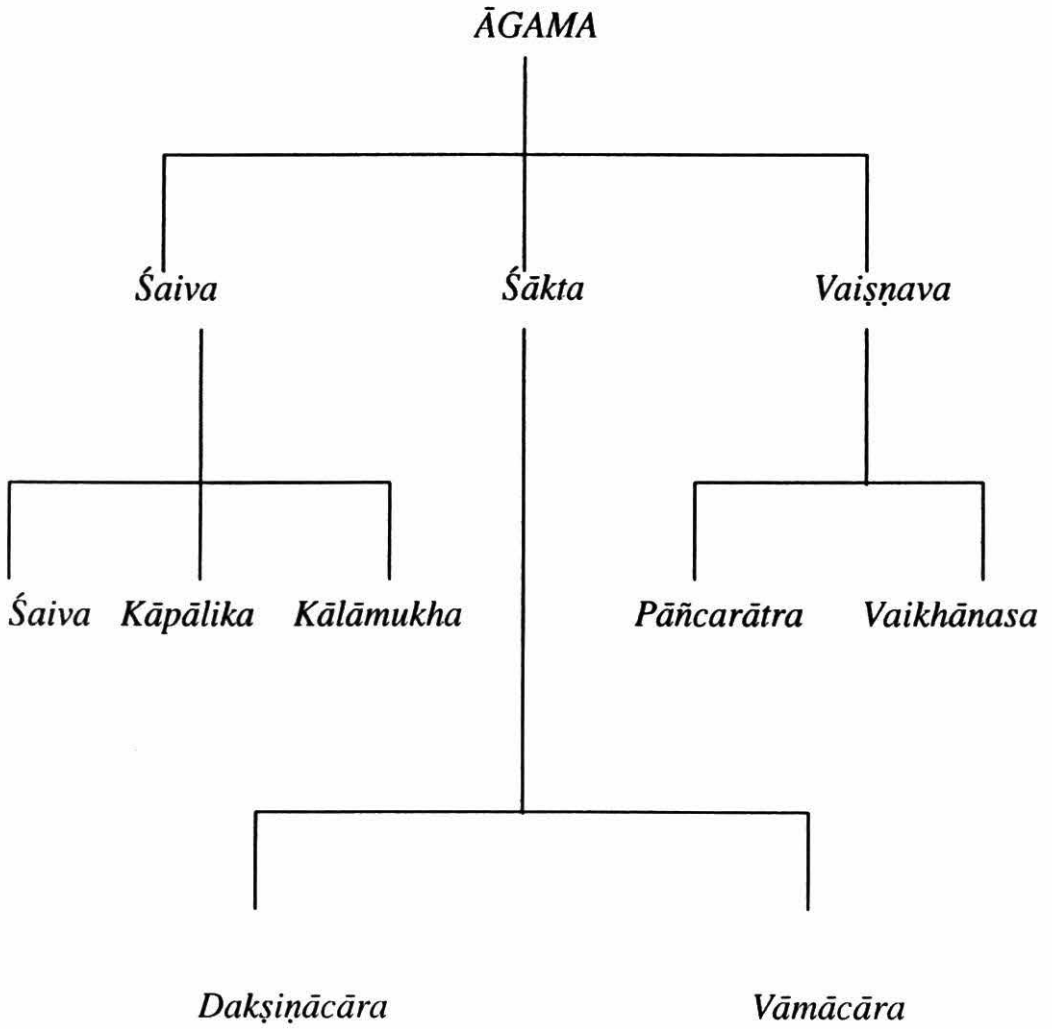 ĀGAMA
Śaiva Śākta Vaiṣṇava
Śaiva Kāpālika Kālāmukha Pāñcarātra Vaikhānasa
Dakṣiṇācāra Vāmācāra